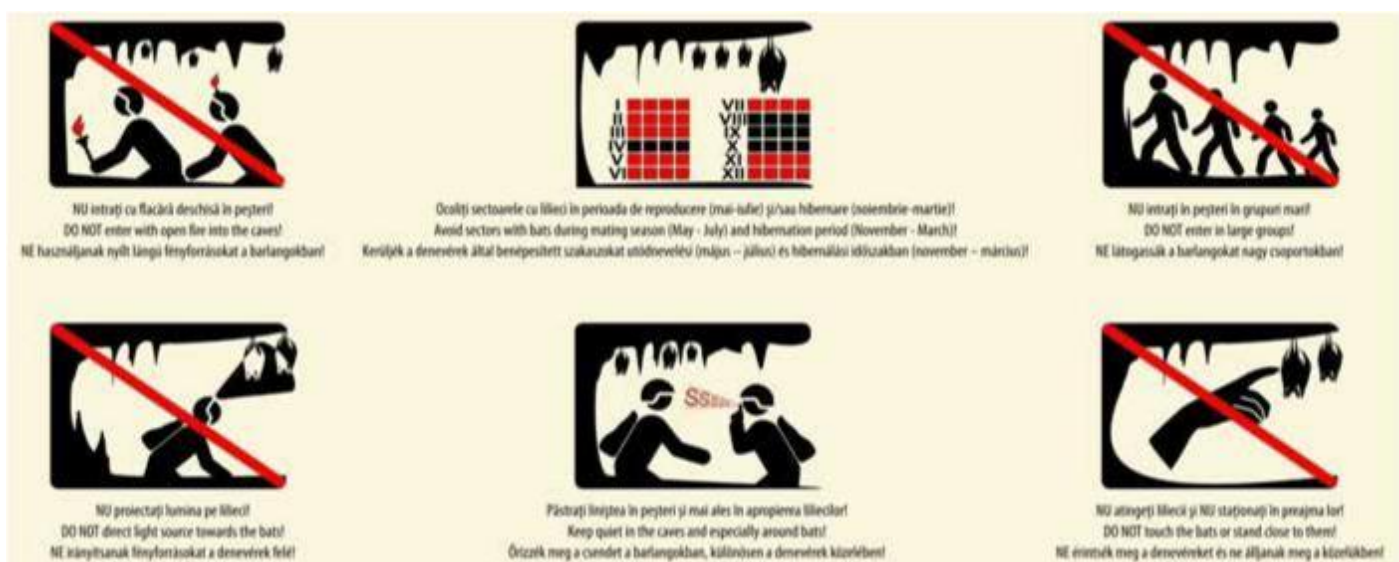 I
II
III
IV
V
VI
VII
VIII
IX
X
XI
XII
NU intrați cu flacără deschisă în peșteri!
DO NOT enter with open fire into the caves!
NE használjanak nyílt lángú fényforrásokat a barlangokban!
Ocoliți sectoarele cu lilieci în perioada de reproducere (mai-iulie) și/sau hibernare (noiembrie-martie)!
Avoid sectors with bats during mating season (May - July) and hibernation period (November - March)!
Kerüljék a denevérek által benépesített szakaszokat utódnevelési (május – július) és hibernálási időszakban (november – március)!
NU intrați în peșteri în grupuri mari!
DO NOT enter in large groups!
NE látogassák a barlangokat nagy csoportokban!
NU proiectați lumina pe lilieci!
DO NOT direct light source towards the bats!
NE irányítsanak fényforrásokat a denevérek felé!
Ssssss
Păstrați liniștea în peșteri și mai ales în apropierea liliecilor!
Keep quiet in the caves and especially around bats!
Őrizzék meg a csendet a barlangokban, különösen a denevérek közelében!
NU atingeți liliecii și NU staționați în preajma lor!
DO NOT touch the bats or stand close to them!
NE érintsék meg a denevéreket és ne álljanak meg a közelükben!